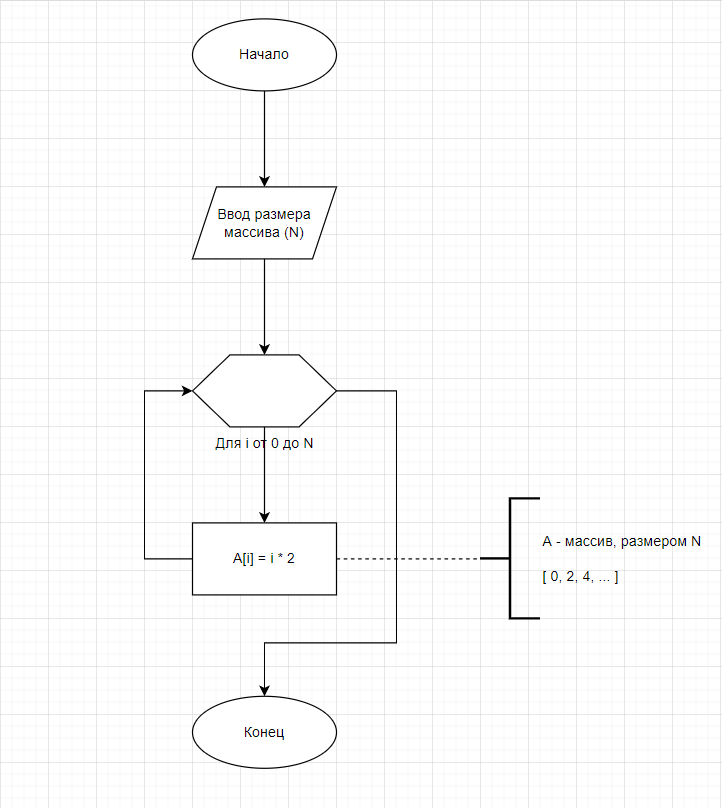 Начало
Ввод размера
массива (N)
Для i от 0 до N
A[i] = i * 2
А - массив, размером N
[ 0, 2, 4, ... ]
Конец